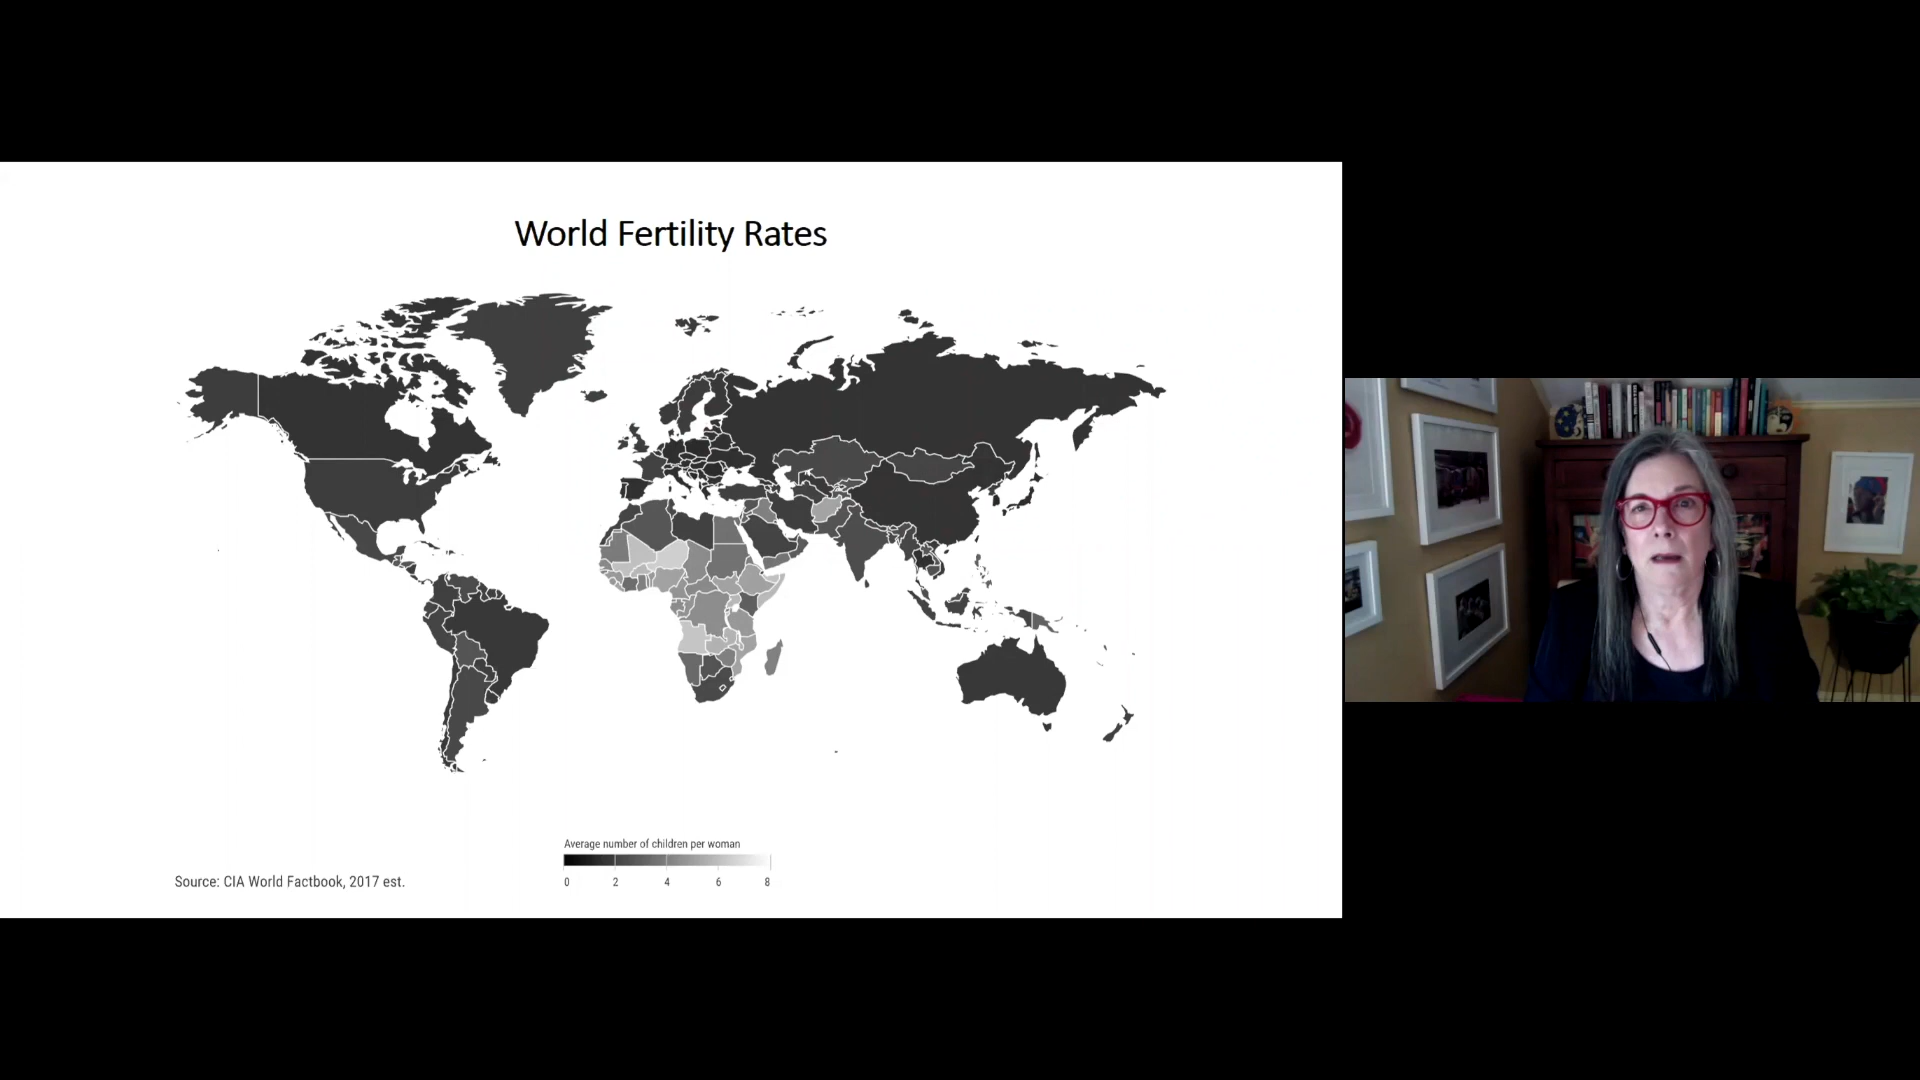 World Fertility Rates
Average number of children per woman
0 2 4 6 8
Source: CIA World Factbook, 2017 est.